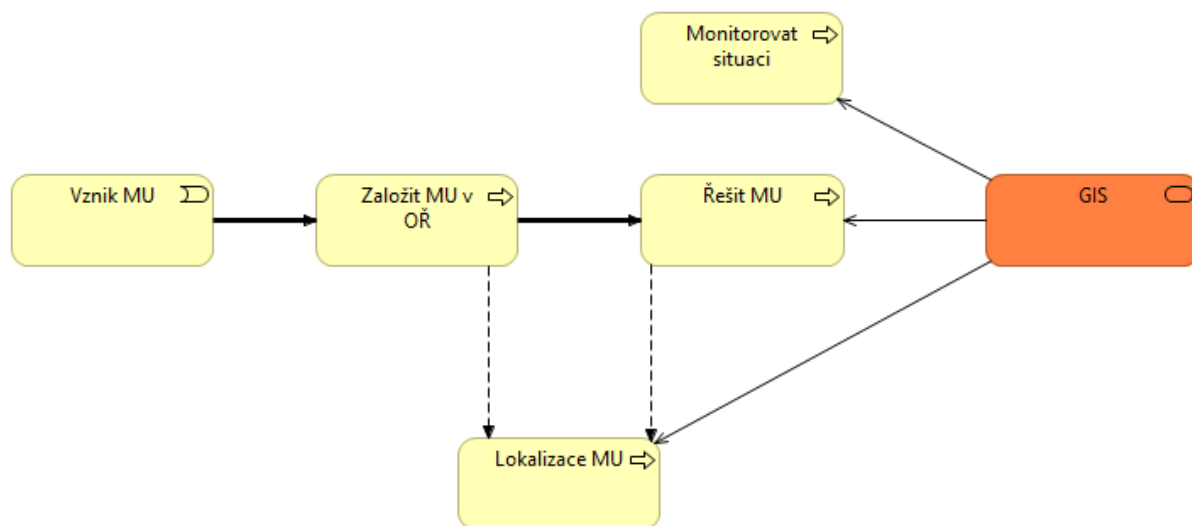 Monitorovat
situaci
Vznik MU
Založit MU v
OŘ
Řešit MU
GIS
Lokalizace MU